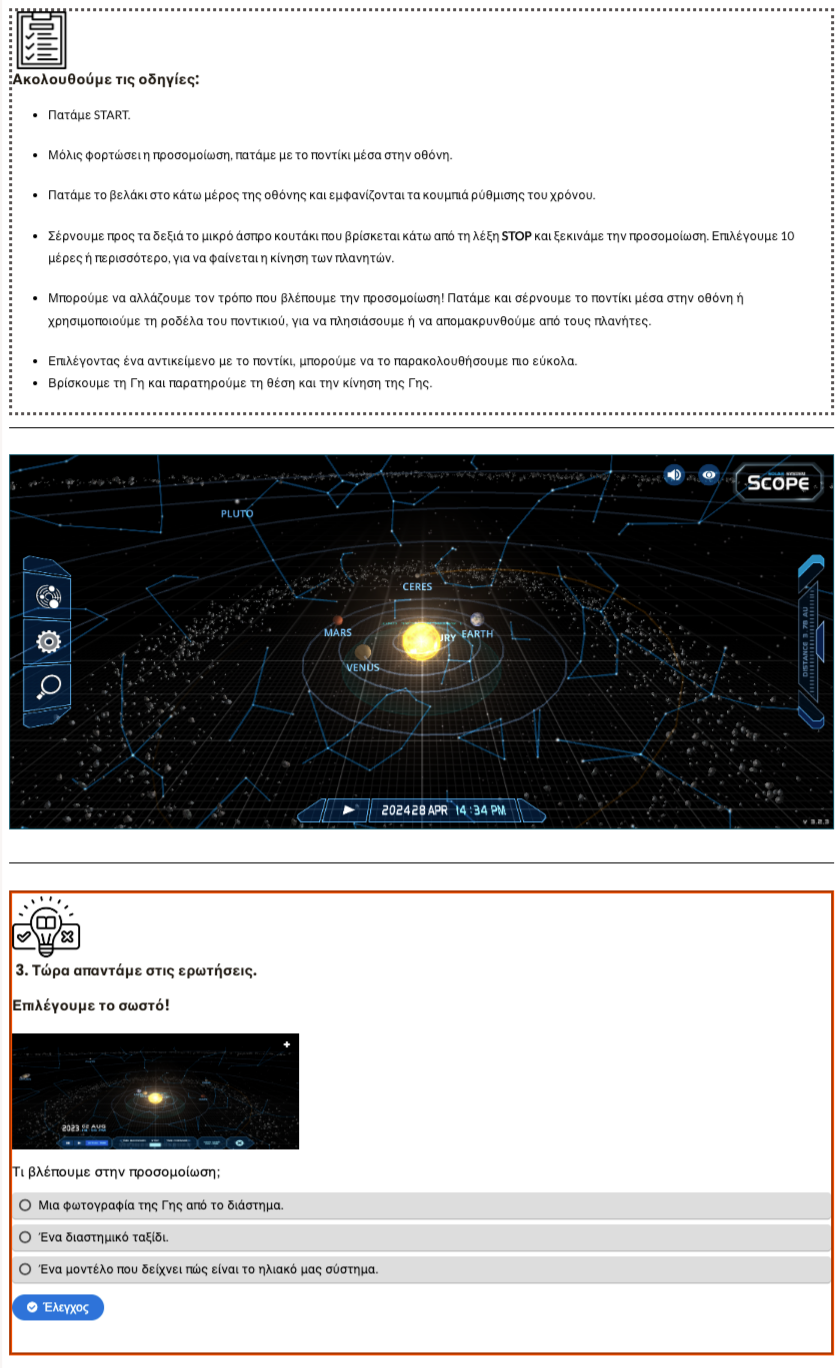 Ακολουθούμε τις οδηγίες:
Πατάμε START.
Μόλις φορτώσει η προσομοίωση, πατάμε με το ποντίκι μέσα στην οθόνη.
Πατάμε το βελάκι στο κάτω μέρος της οθόνης και εμφανίζονται τα κουμπιά ρύθμισης του χρόνου.
Σέρνουμε προς τα δεξιά το μικρό άσπρο κουτάκι που βρίσκεται κάτω από τη λέξη STOP και ξεκινάμε την προσομοίωση. Επιλέγουμε 10
μέρες ή περισσότερο, για να φαίνεται η κίνηση των πλανητών.
Μπορούμε να αλλάζουμε τον τρόπο που βλέπουμε την προσομοίωση! Πατάμε και σέρνουμε το ποντίκι μέσα στην οθόνη ή
χρησιμοποιούμε τη ροδέλα του ποντικιού, για να πλησιάσουμε ή να απομακρυνθούμε από τους πλανήτες.
Επιλέγοντας ένα αντικείμενο με το ποντίκι, μπορούμε να το παρακολουθήσουμε πιο εύκολα.
Βρίσκουμε τη Γη και παρατηρούμε τη θέση και την κίνηση της Γης.
SCOPE
PLUTO
CERES
MARS
URY EARTH
VENUS
DISTANCE 3.78 AU
202428 APR 14:34 PM
v 3.2.3
3. Τώρα απαντάμε στις ερωτήσεις.
Επιλέγουμε το σωστό!
2023 AUG
Τι βλέπουμε στην προσομοίωση;
Μια φωτογραφία της Γης από το διάστημα.
Ένα διαστημικό ταξίδι.
Ένα μοντέλο που δείχνει πώς είναι το ηλιακό μας σύστημα.
Έλεγχος